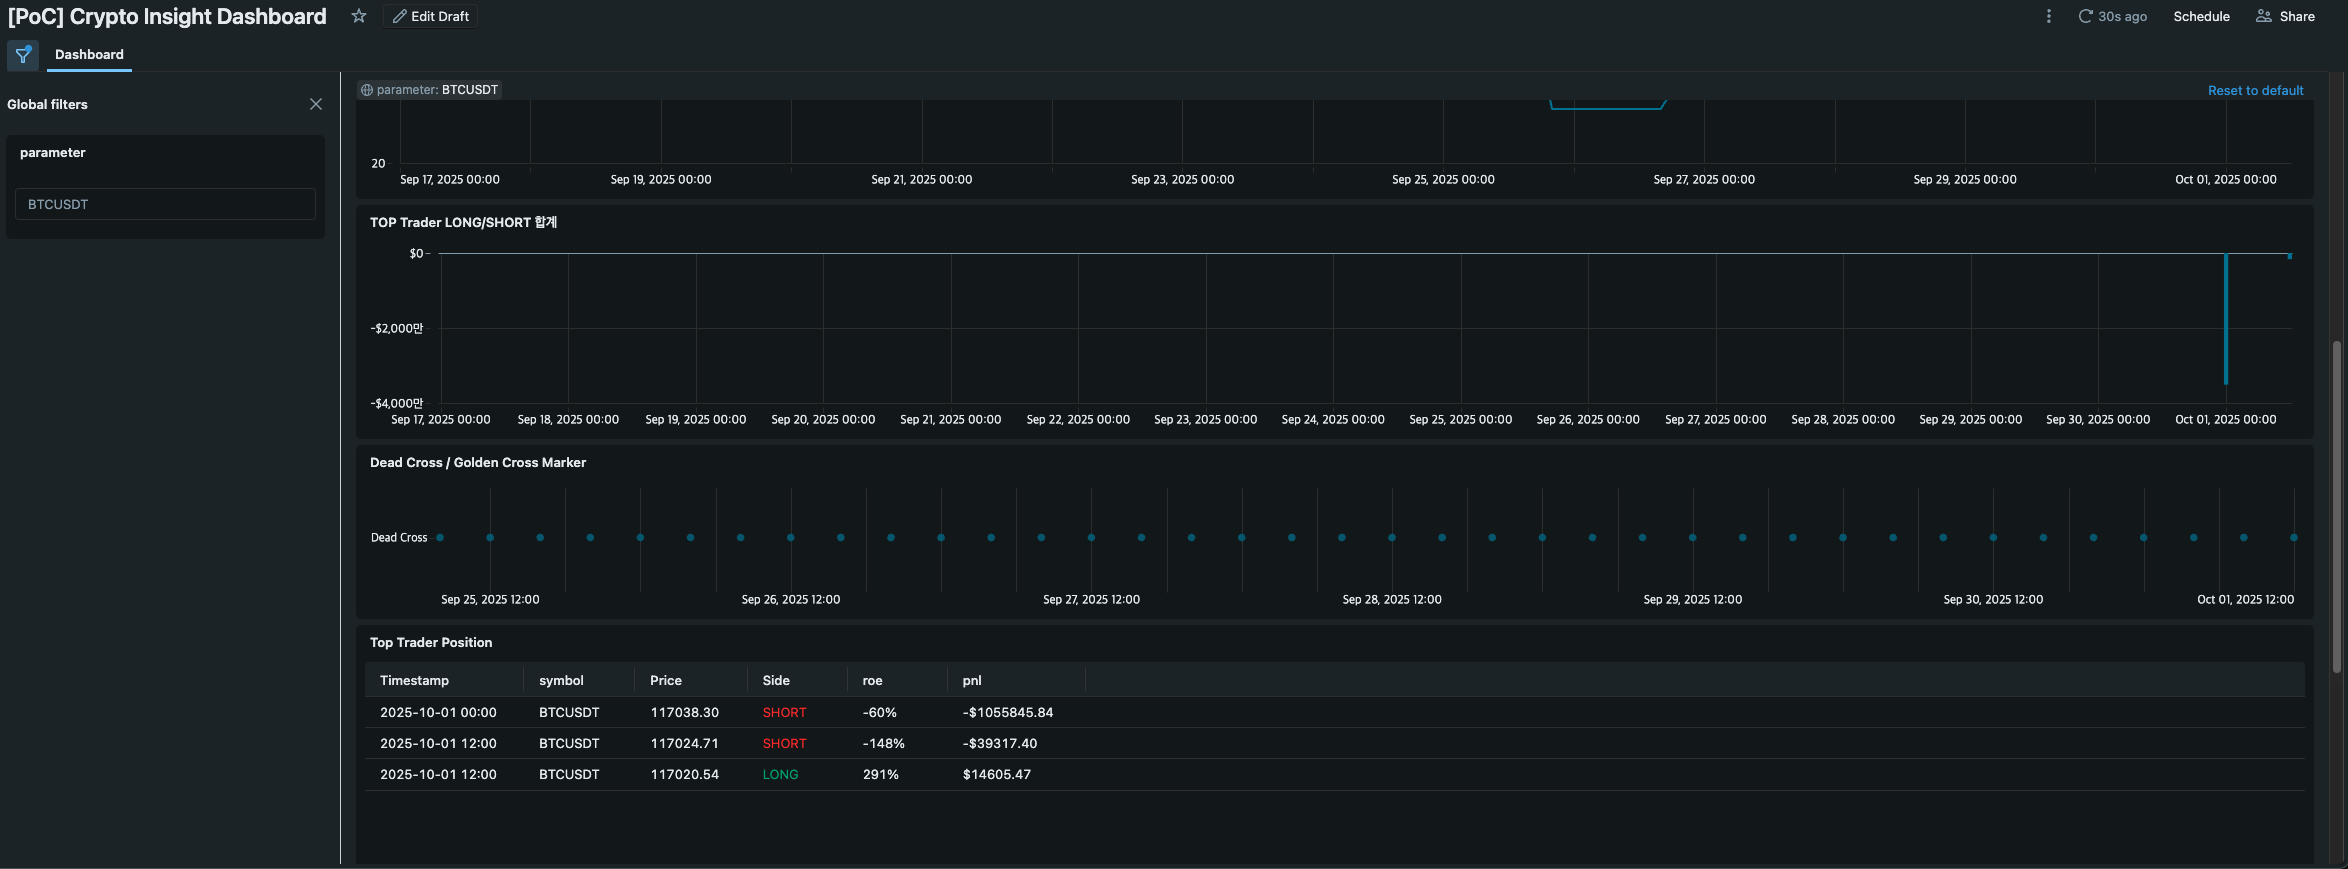 [PoC] Crypto Insight Dashboard
Edit Draft
30s ago
Schedule
Share
Dashboard
Global filters
parameter
BTCUSDT
parameter: BTCUSDT
Reset to default
20
Sep 17, 2025 00:00 Sep 19, 2025 00:00 Sep 21, 2025 00:00 Sep 23, 2025 00:00 Sep 25, 2025 00:00 Sep 27, 2025 00:00 Sep 29, 2025 00:00 Oct 01, 2025 00:00
TOP Trader LONG/SHORT 합계
$0
-$2,000만
-$4,000만
Sep 17, 2025 00:00 Sep 18, 2025 00:00 Sep 19, 2025 00:00 Sep 20, 2025 00:00 Sep 21, 2025 00:00 Sep 22, 2025 00:00 Sep 23, 2025 00:00 Sep 24, 2025 00:00 Sep 25, 2025 00:00 Sep 26, 2025 00:00 Sep 27, 2025 00:00 Sep 28, 2025 00:00 Sep 29, 2025 00:00 Sep 30, 2025 00:00 Oct 01, 2025 00:00
Dead Cross / Golden Cross Marker
Dead Cross
Sep 25, 2025 12:00 Sep 26, 2025 12:00 Sep 27, 2025 12:00 Sep 28, 2025 12:00 Sep 29, 2025 12:00 Sep 30, 2025 12:00 Oct 01, 2025 12:00
Top Trader Position
Timestamp symbol Price Side roe pnl
2025-10-01 00:00 BTCUSDT 117038.30 SHORT -60% -$1055845.84
2025-10-01 12:00 BTCUSDT 117024.71 SHORT -148% -$39317.40
2025-10-01 12:00 BTCUSDT 117020.54 LONG 291% $14605.47